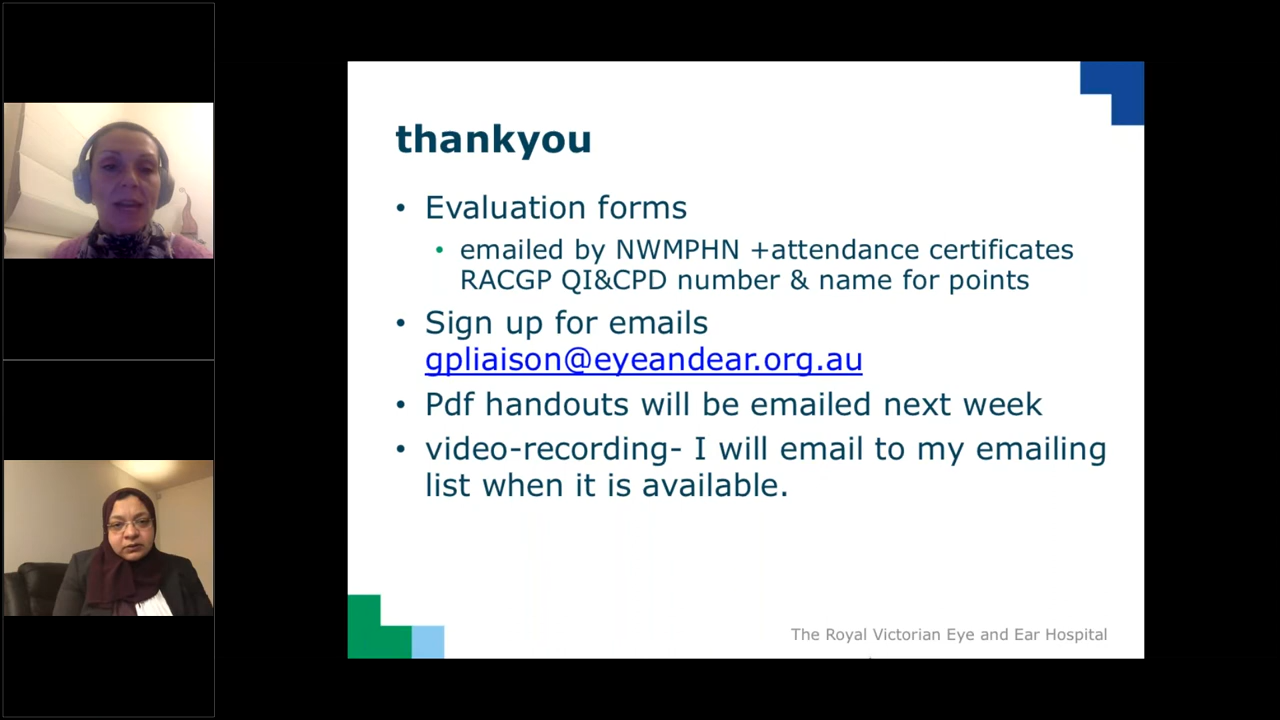 thankyou
• Evaluation forms
• emailed by NWMPHN +attendance certificates
RACGP QI&CPD number & name for points
• Sign up for emails
gpliaison@eyeandear.org.au
• Pdf handouts will be emailed next week
• video-recording- I will email to my emailing
list when it is available.
The Royal Victorian Eye and Ear Hospital